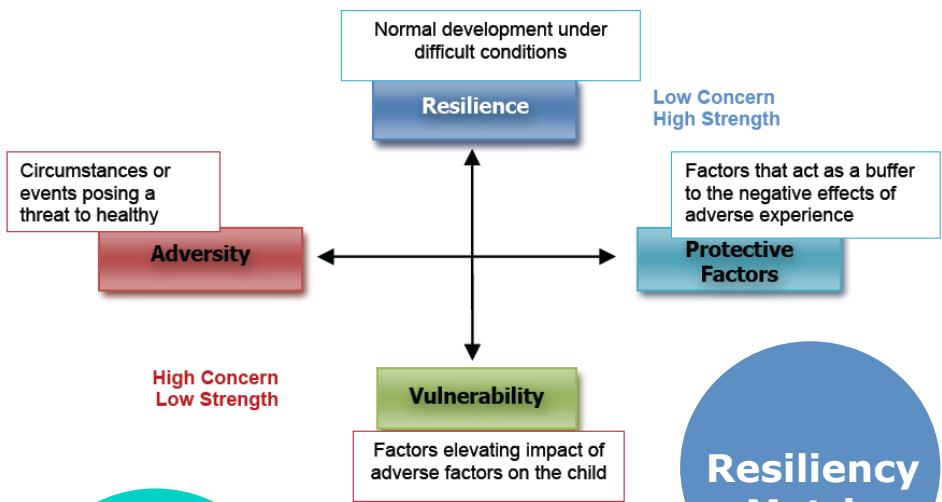 Normal development under
difficult conditions
Resilience
Low Concern
High Strength
Circumstances or
events posing a
threat to healthy
Adversity
Factors that act as a buffer
to the negative effects of
adverse experience
Protective
Factors
High Concern
Low Strength
Vulnerability
Factors elevating impact of
adverse factors on the child
Resiliency